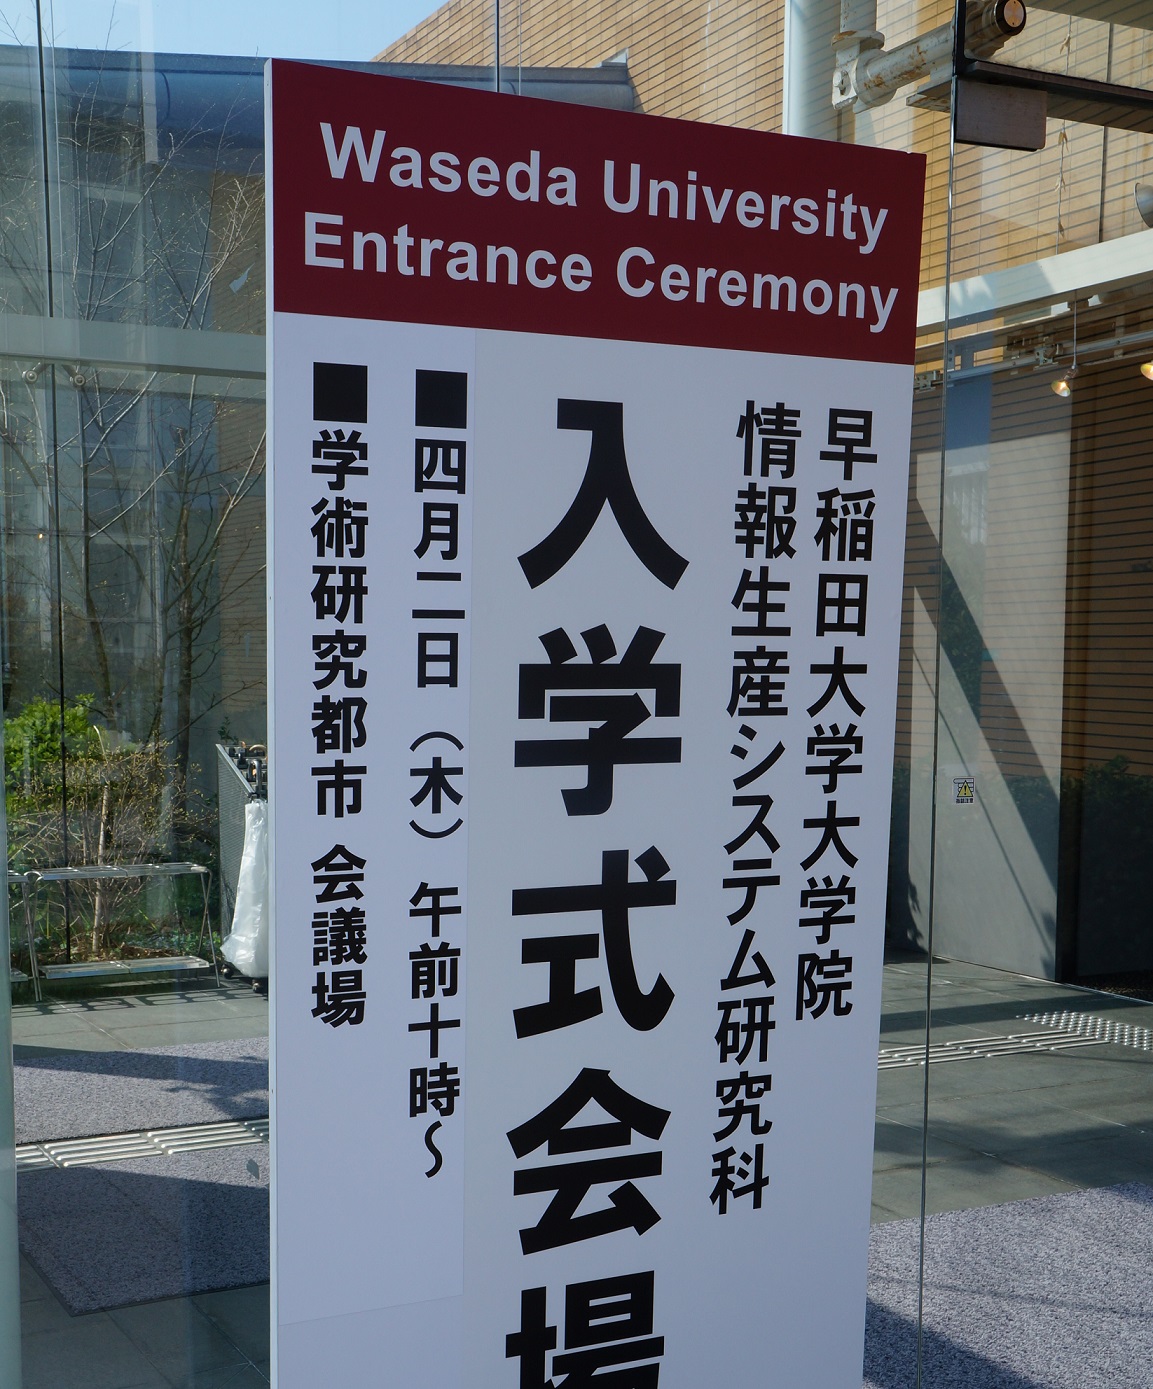 Waseda University
Entrance Ceremony
早稲田大学大学院
情報生産システム研究科
入学式会場
■四月二日（木）午前十時～
■学術研究都市 会議場